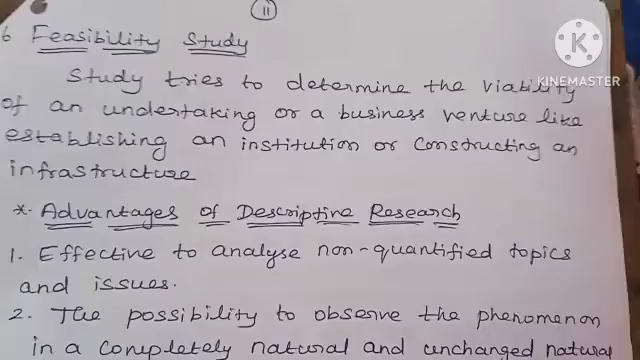 11
6 Feasibility Study
Study tries to determine the viability
of an undertaking or a business venture like
establishing an institution or constructing an
infrastructure
*. Advantages of Descriptive Research
1. Effective to analyse non-quantified topics
and issues.
2. The possibility to observe the phenomenon
in a completely natural and unchanged natural
K
KINEMASTER